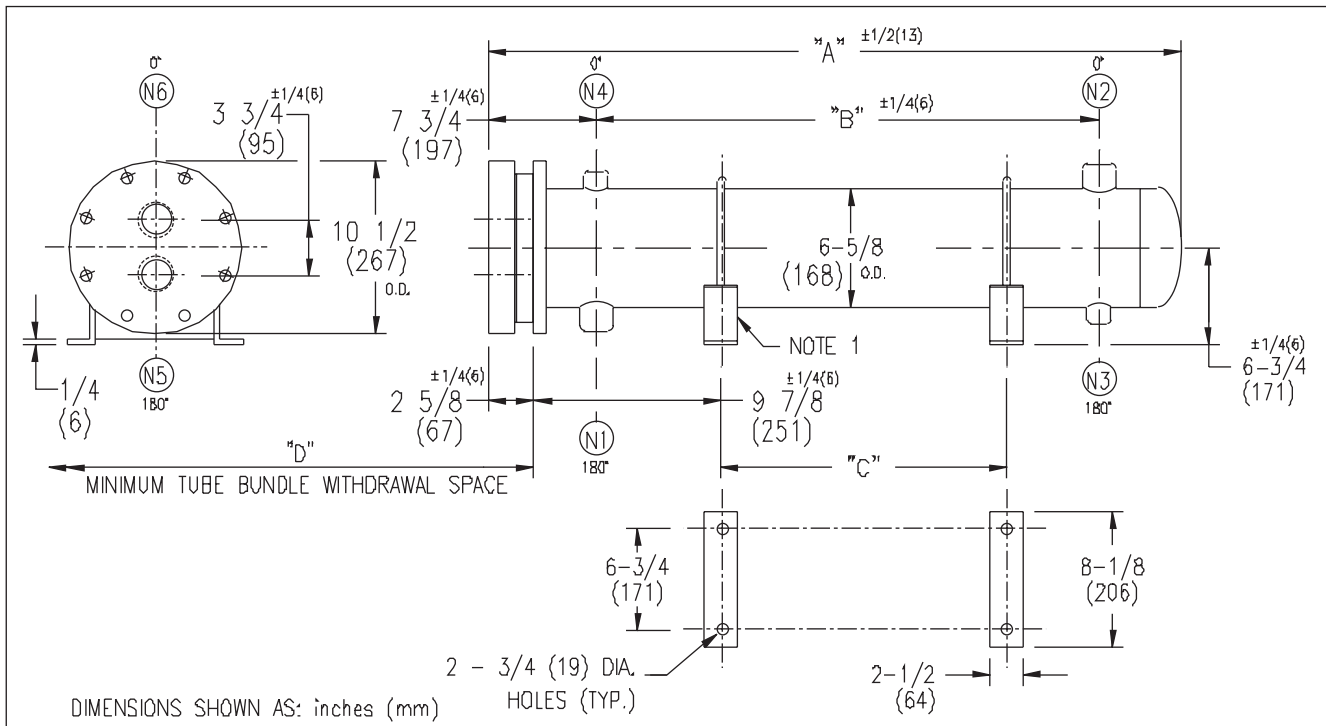 "A" ±1/2(13)
0°
N6
3 3/4 ±1/4(6)
(95)
10 1/2
(267)
O.D.
1/4
(6)
N5
180°
7 3/4 ±1/4(6)
(197)
0°
N4
"B" ±1/4(6)
0°
N2
6-5/8
(168) O.D.
NOTE 1
±1/4(6)
6-3/4
(171)
N3
180°
2 5/8 ±1/4(6)
(67)
9 7/8 ±1/4(6)
(251)
N1
180°
"D"
MINIMUM TUBE BUNDLE WITHDRAWAL SPACE
"C"
6-3/4
(171)
8-1/8
(206)
2 - 3/4 (19) DIA.
HOLES (TYP.)
2-1/2
(64)
DIMENSIONS SHOWN AS: inches (mm)